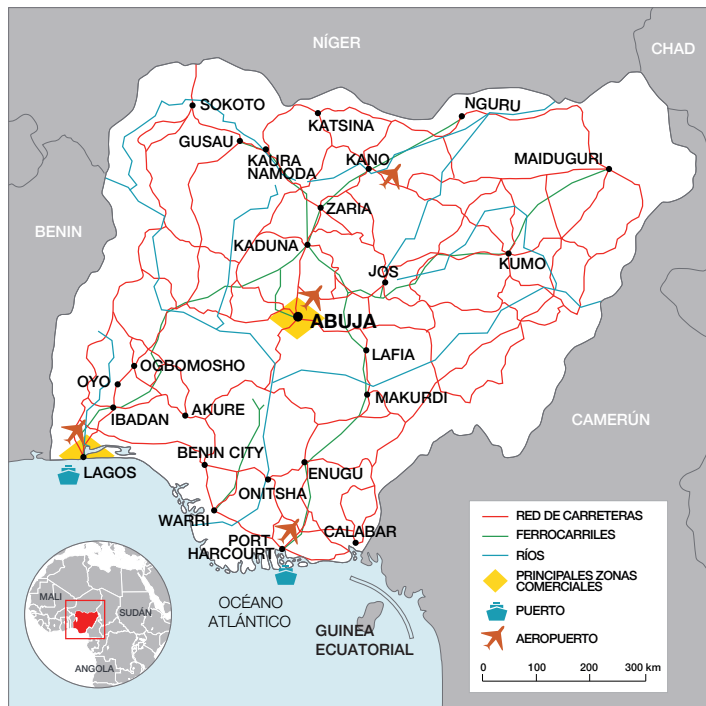 NÍGER
CHAD
SOKOTO
NGURU
KATSINA
GUSAU
KAURA
NAMODA
KANO
MAIDUGURI
ZARIA
BENIN
KADUNA
JOS
KUMO
ABUJA
LAFIA
OGBOMOSHO
OYO
MAKURDI
IBADAN
AKURE
CAMERÚN
BENIN CITY
LAGOS
ENUGU
ONITSHA
WARRI
CALABAR
PORT
HARCOURT
OCÉANO
ATLÁNTICO
GUINEA
ECUATORIAL
MALI
SUDÁN
ANGOLA
RED DE CARRETERAS
FERROCARRILES
RÍOS
PRINCIPALES ZONAS
COMERCIALES
PUERTO
AEROPUERTO
0 100 200 300 km